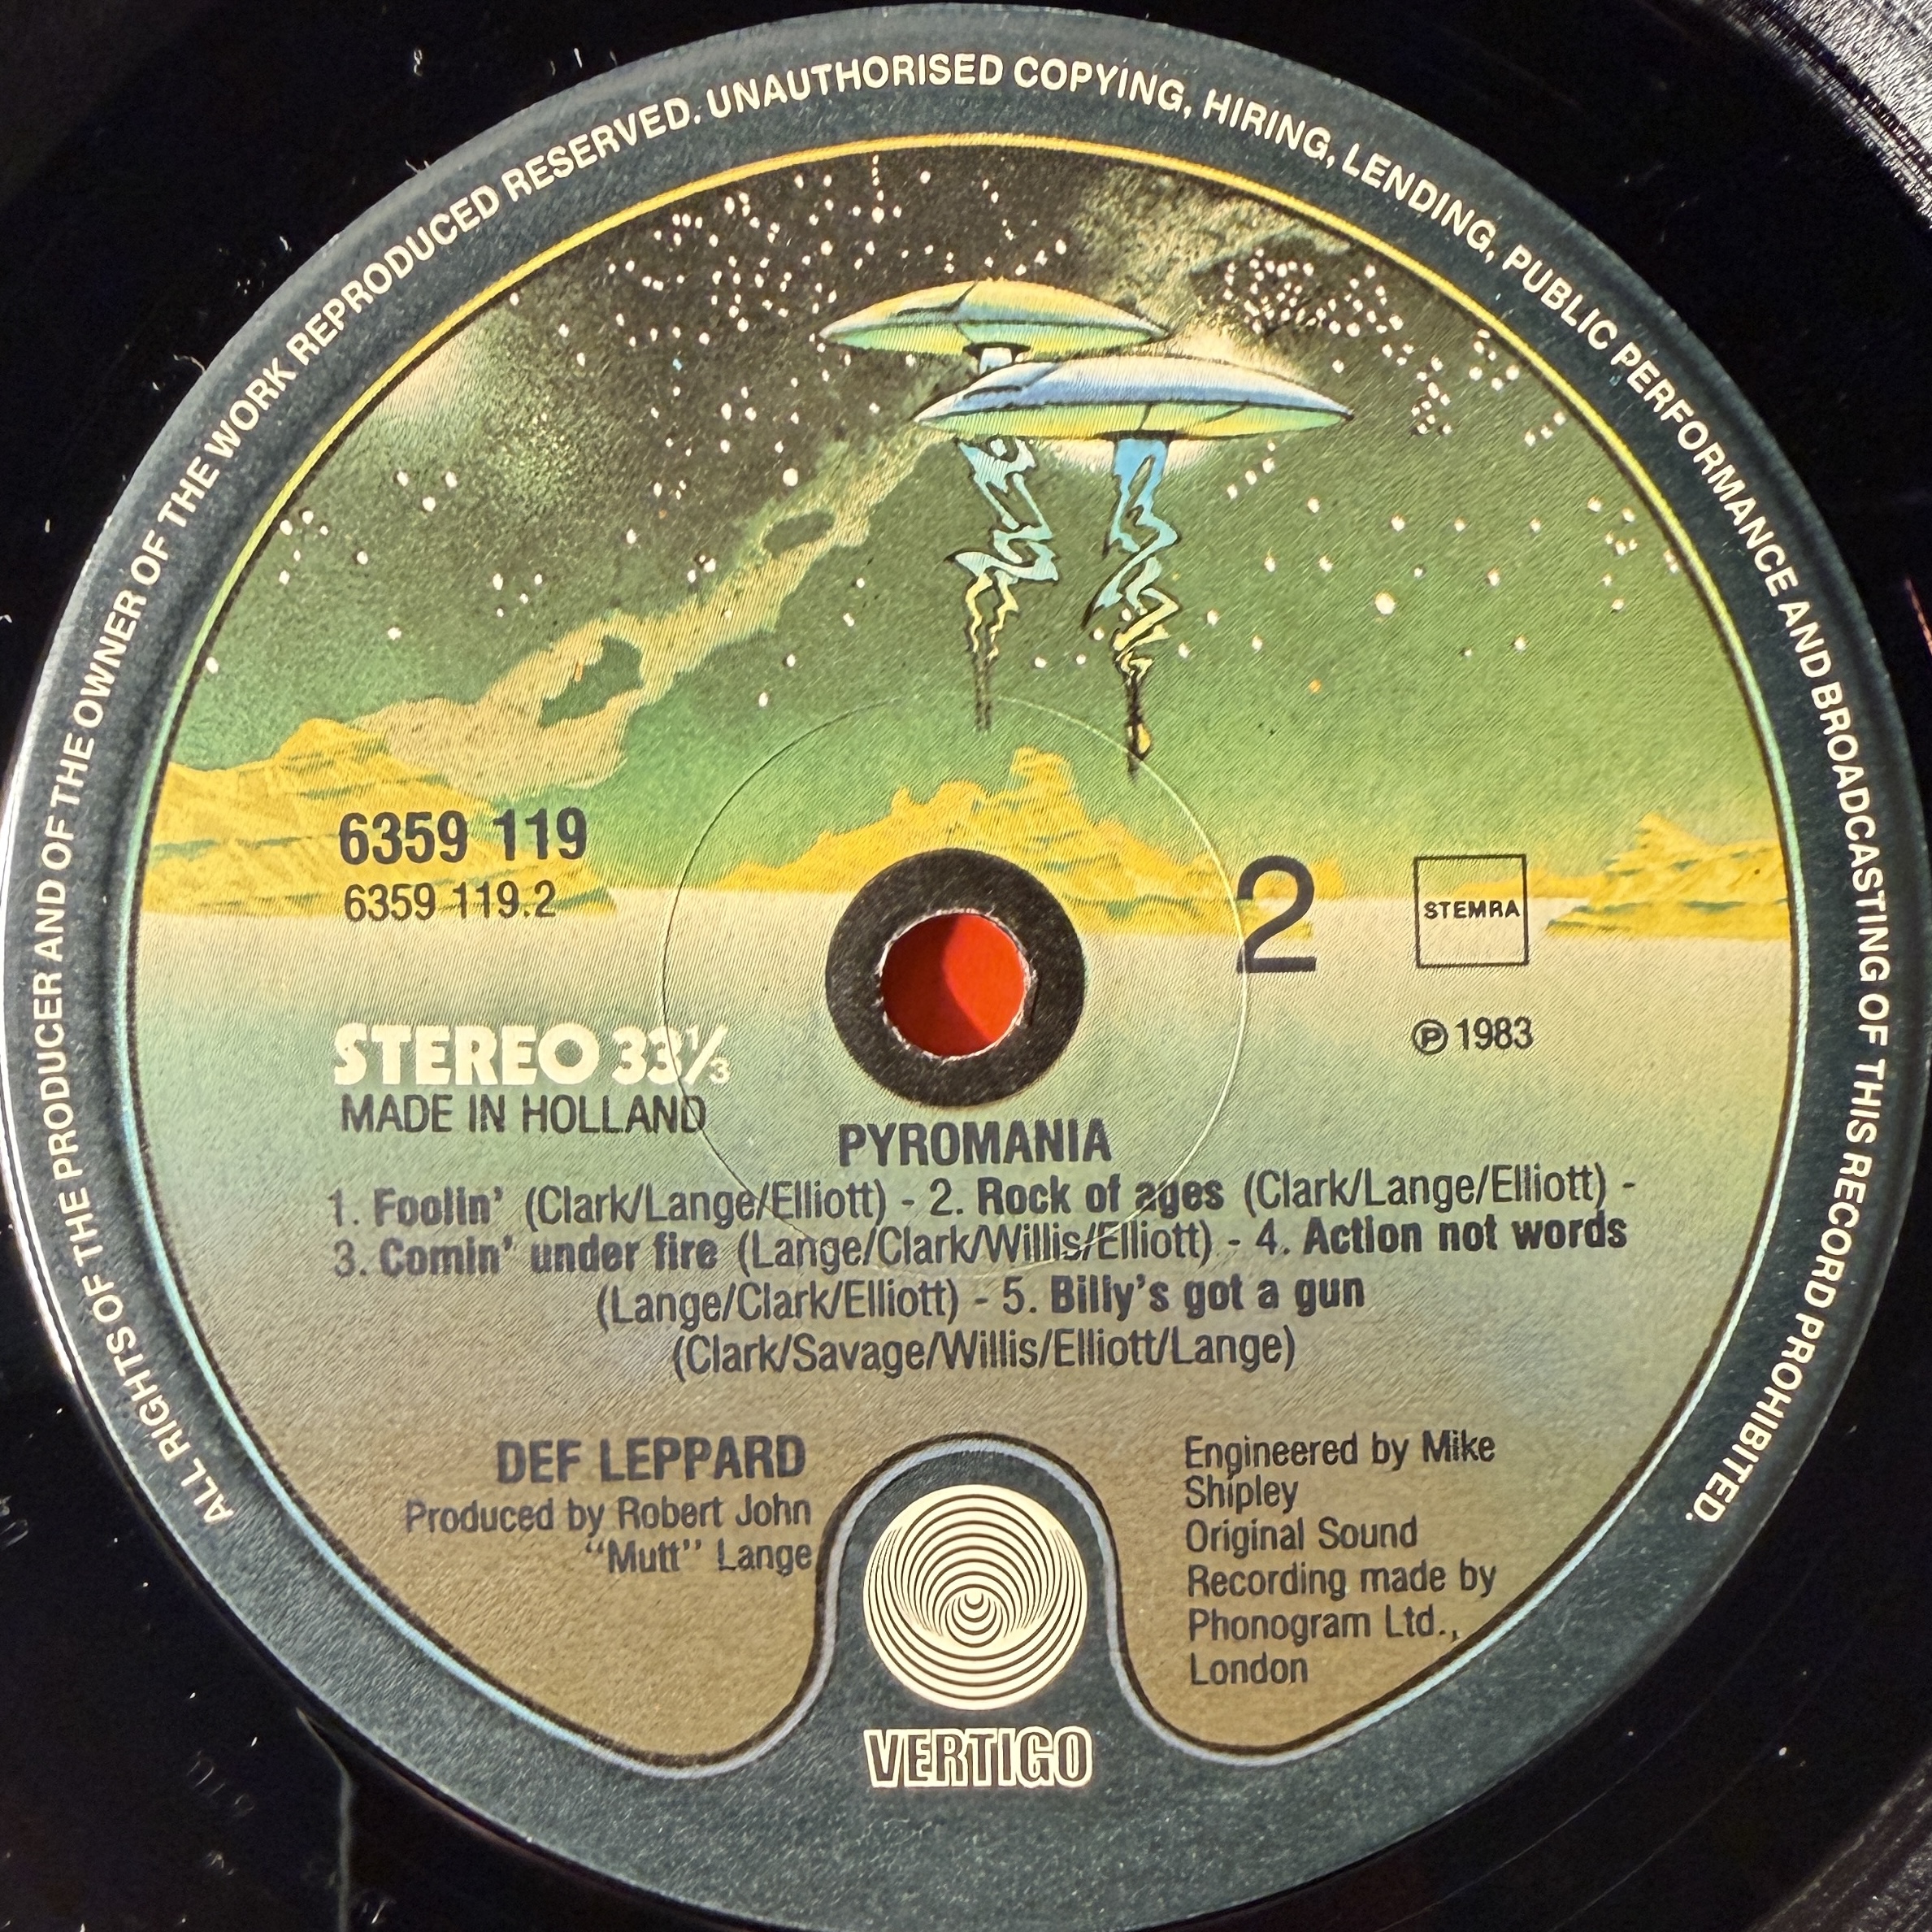 ALL RIGHTS OF THE PRODUCER AND OF THE OWNER OF THE WORK REPRODUCED RESERVED. UNAUTHORISED COPYING, HIRING, LENDING, PUBLIC PERFORMANCE AND BROADCASTING OF THIS RECORD PROHIBITED.
6359 119
6359 119.2
2
STEMRA
℗ 1983
STEREO 33⅓
MADE IN HOLLAND
PYROMANIA
1. Foolin' (Clark/Lange/Elliott) - 2. Rock of ages (Clark/Lange/Elliott) -
3. Comin' under fire (Lange/Clark/Willis/Elliott) - 4. Action not words
(Lange/Clark/Elliott) - 5. Billy's got a gun
(Clark/Savage/Willis/Elliott/Lange)
DEF LEPPARD
Produced by Robert John
"Mutt" Lange
Engineered by Mike
Shipley
Original Sound
Recording made by
Phonogram Ltd.,
London
VERTIGO